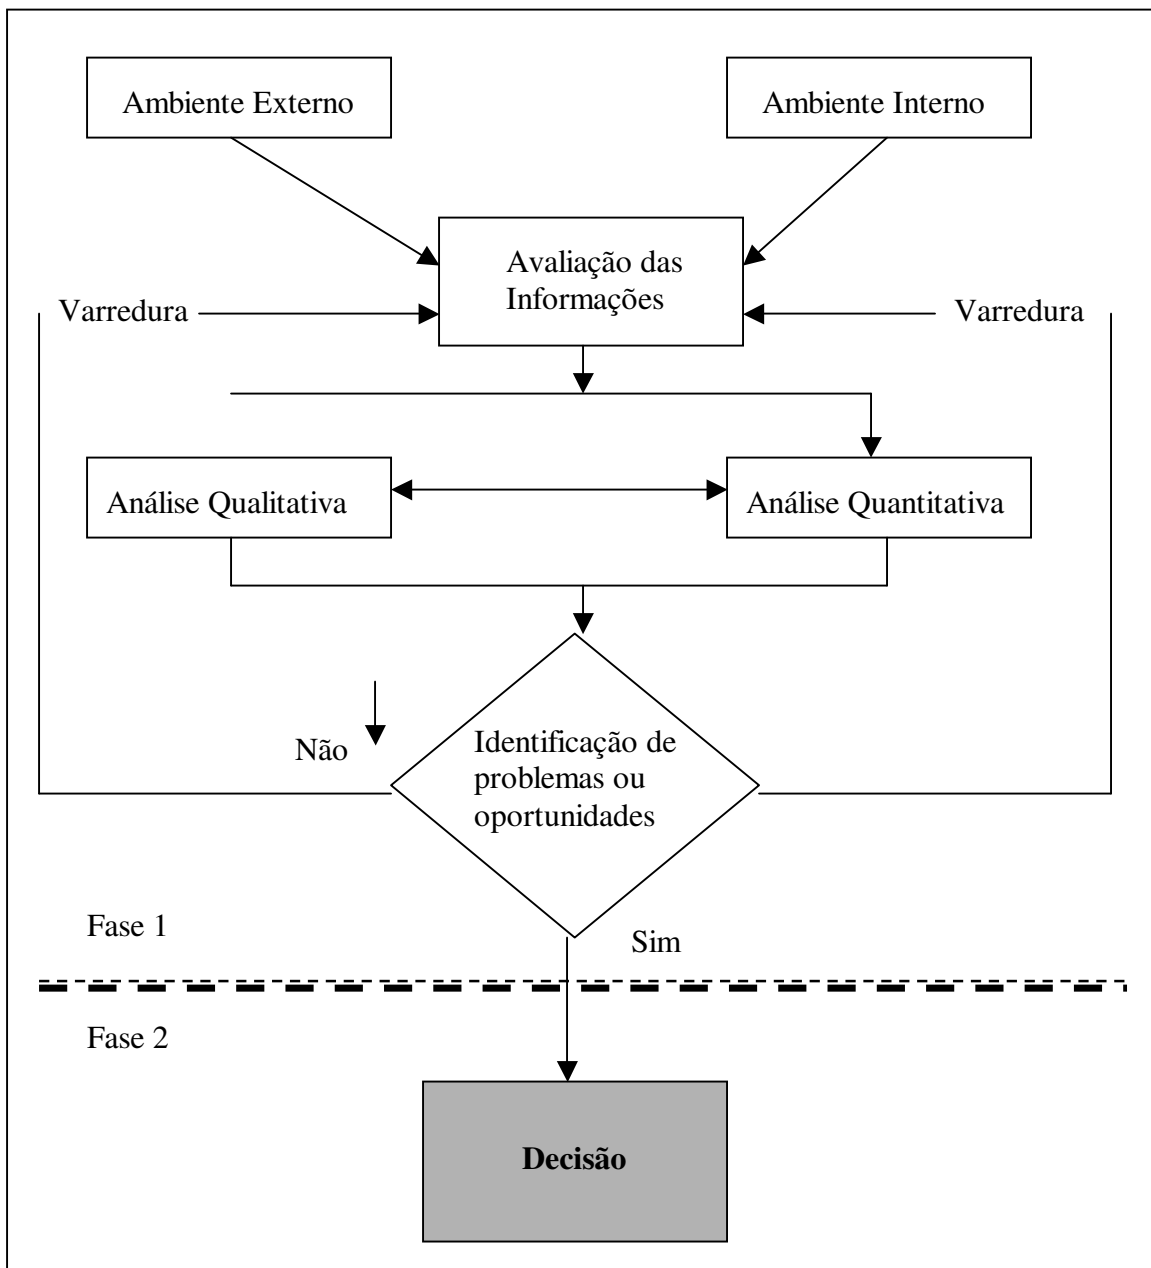 Ambiente Externo
Ambiente Interno
Avaliação das
Informações
Varredura
Varredura
Análise Qualitativa
Análise Quantitativa
Não
Identificação de
problemas ou
oportunidades
Fase 1
Sim
Fase 2
Decisão